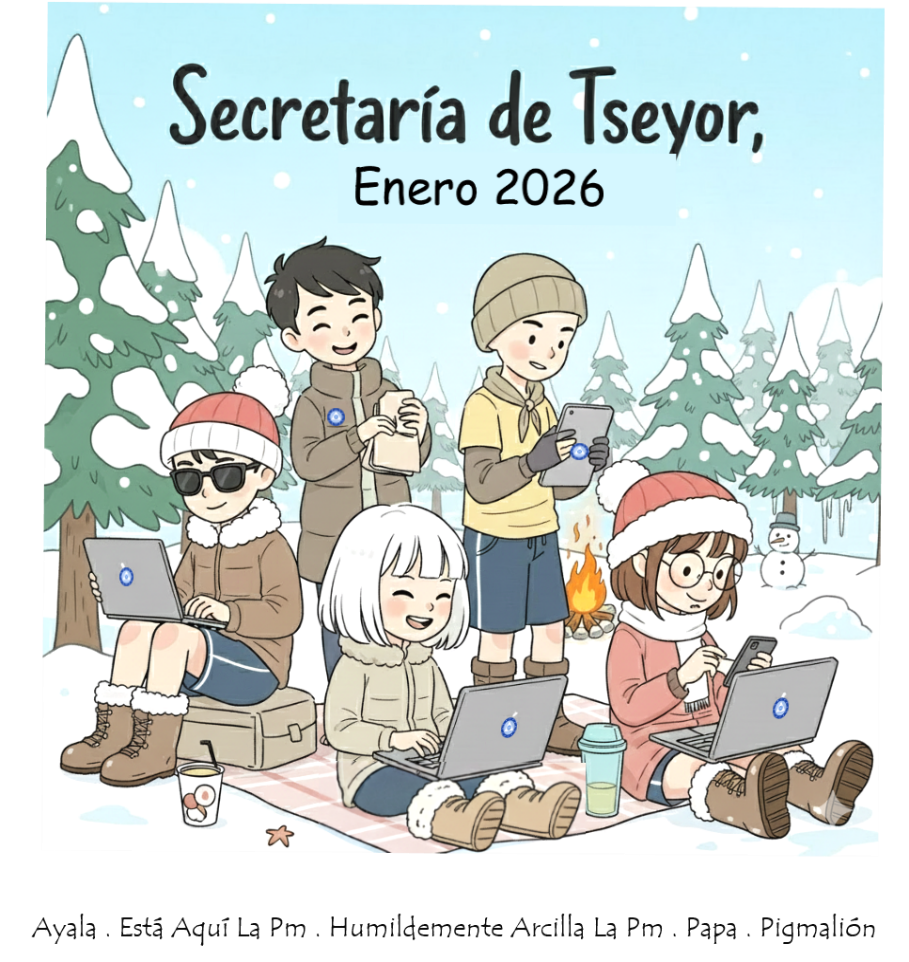 Secretaría de Tseyor,
Enero 2026
Ayala . Está Aquí La Pm . Humildemente Arcilla La Pm . Papa . Pigmalión